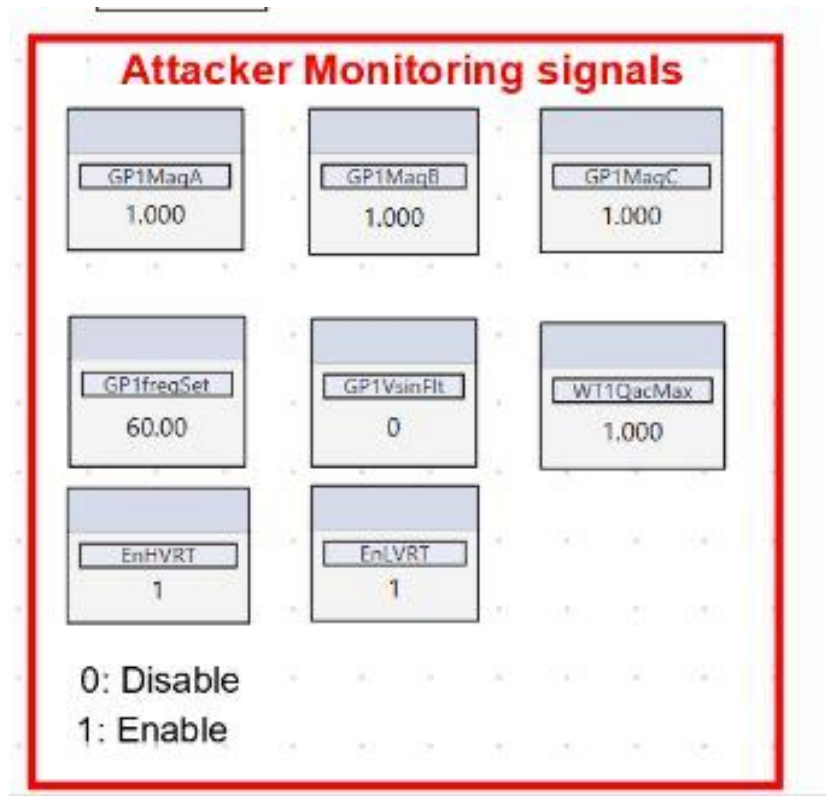 Attacker Monitoring signals
GP1MagA GP1MagB GP1MagC
1.000 1.000 1.000
GP1freqSet GP1VsinFlt WT1QacMax
60.00 0 1.000
EnHVRT EnLVRT
1 1
0: Disable
1: Enable